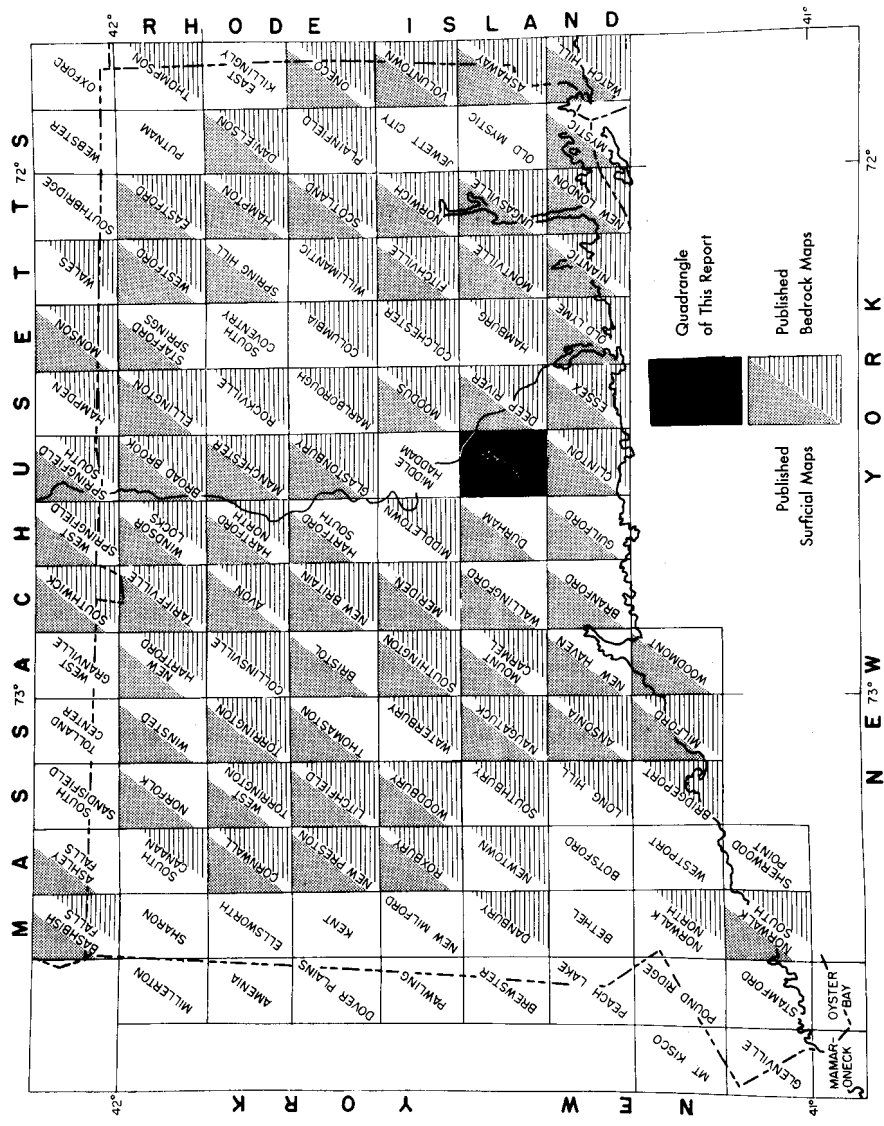 RHODE ISLAND
MASSACHUSETTS
NEW YORK
NEW YORK
42°
41°
72°
72°
73°
73°
42°
41°
OXFORD
THOMPSON
EAST KILLINGLY
ONECO
VOLUNTOWN
ASHAWAY
WATCH HILL
WEBSTER
PUTNAM
DANIELSON
PLAINFIELD
JEWETT CITY
OLD MYSTIC
MYSTIC
SOUTHBRIDGE
EASTFORD
HAMPTON
SCOTLAND
NORWICH
UNCASVILLE
NEW LONDON
WALES
WESTFORD
SPRING HILL
WILLIMANTIC
FITCHVILLE
MONTVILLE
NIANTIC
MONSON
STAFFORD SPRINGS
SOUTH COVENTRY
COLUMBIA
COLCHESTER
HAMBURG
OLD LYME
HAMPDEN
ELLINGTON
ROCKVILLE
MARLBOROUGH
MOODUS
DEEP RIVER
ESSEX
SPRINGFIELD SOUTH
BROAD BROOK
MANCHESTER
GLASTONBURY
MIDDLE HADDAM
CLINTON
WEST SPRINGFIELD
WINDSOR LOCKS
HARTFORD NORTH
HARTFORD SOUTH
MIDDLETOWN
DURHAM
GUILFORD
SOUTHWICK
TARIFFVILLE
AVON
NEW BRITAIN
MERIDEN
WALLINGFORD
BRANFORD
WEST GRANVILLE
NEW HARTFORD
COLLINSVILLE
BRISTOL
SOUTHINGTON
MOUNT CARMEL
NEW HAVEN
WOODMONT
TOLLAND CENTER
WINSTED
TORRINGTON
THOMASTON
WATERBURY
NAUGATUCK
ANSONIA
MILFORD
SOUTH SANDISFIELD
NORFOLK
WEST TORRINGTON
LITCHFIELD
WOODBURY
SOUTHBURY
LONG HILL
BRIDGEPORT
ASHLEY FALLS
SOUTH CANAAN
CORNWALL
NEW PRESTON
ROXBURY
NEWTOWN
BOTSFORD
WESTPORT
SHERWOOD POINT
BASHBISH FALLS
SHARON
ELLSWORTH
KENT
NEW MILFORD
DANBURY
BETHEL
NORWALK NORTH
NORWALK SOUTH
MILLERTON
AMENIA
DOVER PLAINS
PAWLING
BREWSTER
PEACH LAKE
POUND RIDGE
STAMFORD
OYSTER BAY
MT KISCO
GLENVILLE
MAMAR-
ONECK
Quadrangle
of This Report
Published
Bedrock Maps
Published
Surficial Maps